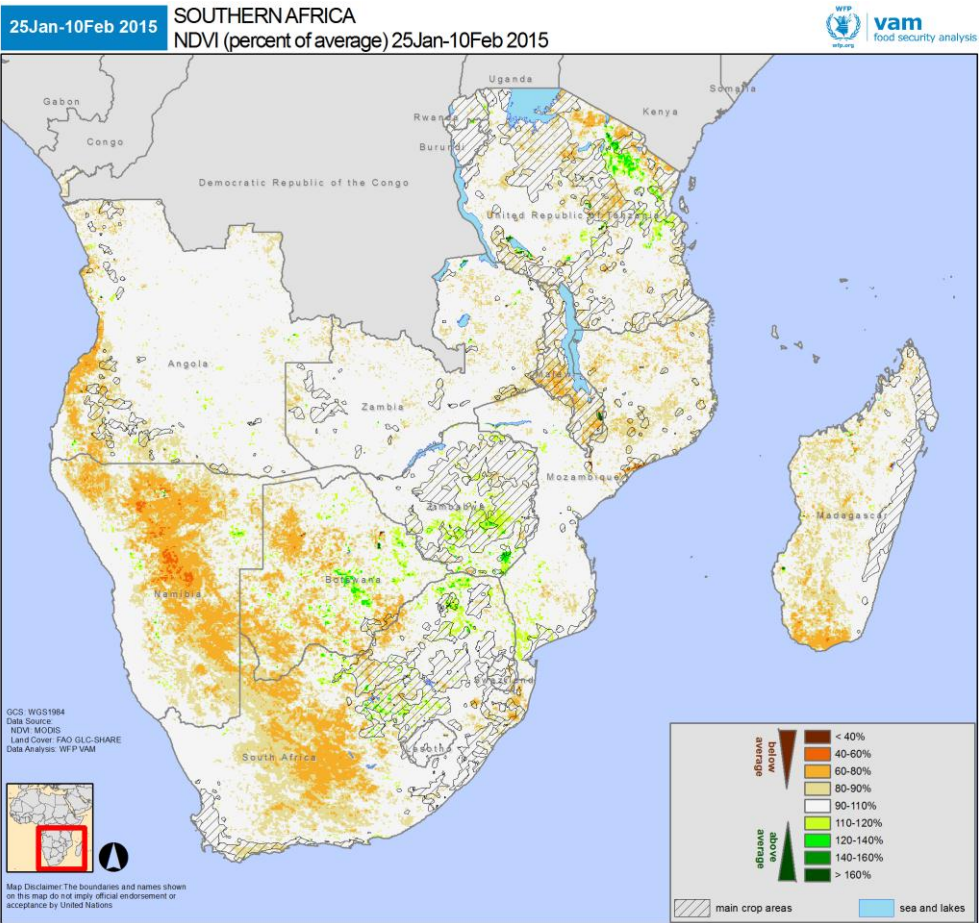 25Jan-10Feb 2015
SOUTHERN AFRICA
NDVI (percent of average) 25Jan-10Feb 2015
WFP
wfp.org
vam
food security analysis
Uganda
Somalia
Gabon
Kenya
Rwanda
Congo
Burundi
Democratic Republic of the Congo
United Republic of Tanzania
Angola
Malawi
Zambia
Mozambique
Zimbabwe
Madagascar
Botswana
Namibia
Swaziland
Lesotho
South Africa
GCS: WGS1984
Data Source:
NDVI: MODIS
Land Cover: FAO GLC-SHARE
Data Analysis: WFP VAM
Map Disclaimer:The boundaries and names shown
on this map do not imply official endorsement or
acceptance by United Nations
below
average
above
average
< 40%
40-60%
60-80%
80-90%
90-110%
110-120%
120-140%
140-160%
> 160%
main crop areas
sea and lakes